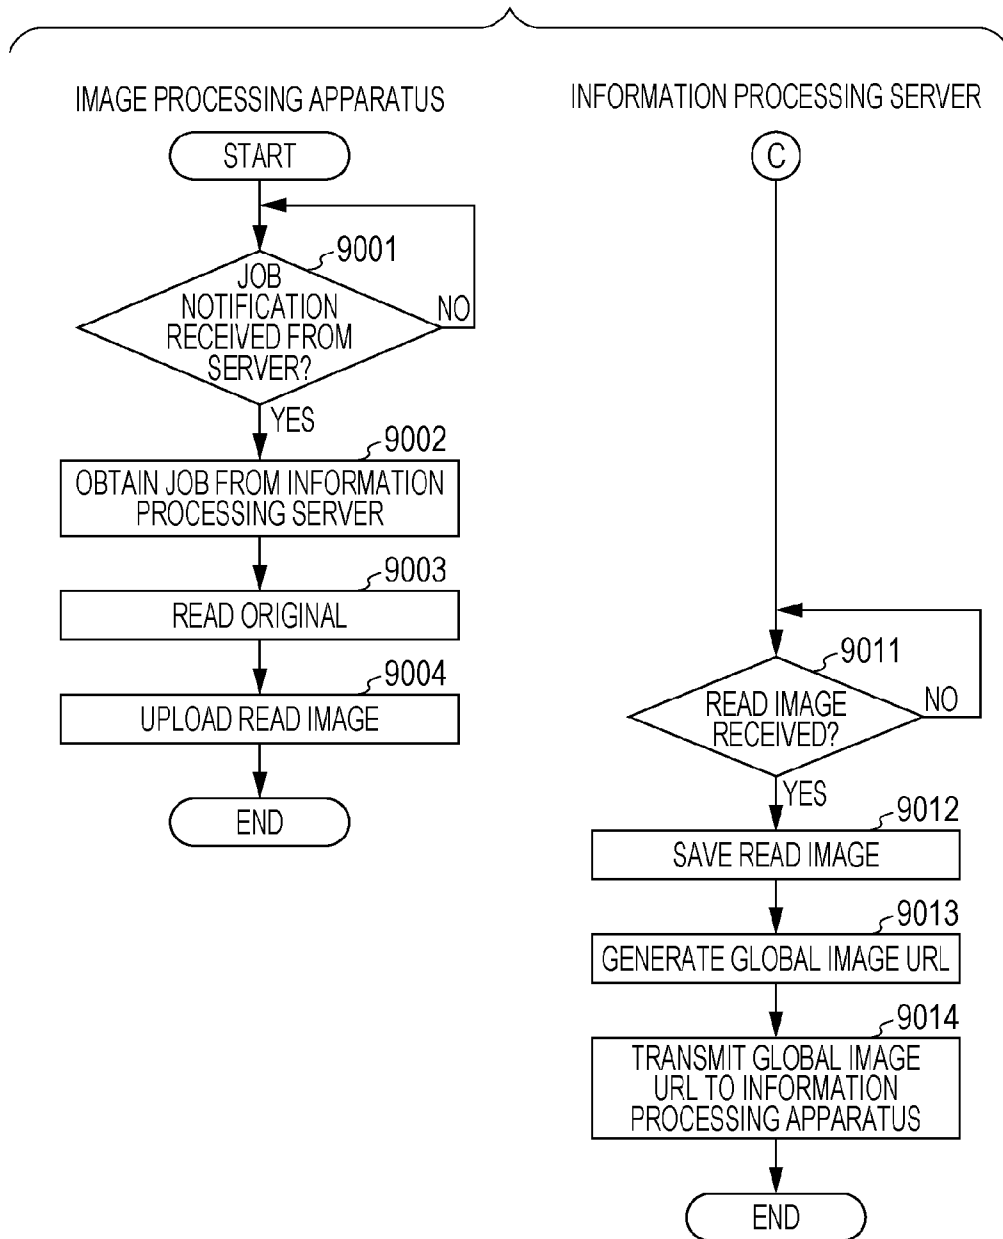 IMAGE PROCESSING APPARATUS
START
9001
JOB
NOTIFICATION
RECEIVED FROM
SERVER?
NO
YES
9002
OBTAIN JOB FROM INFORMATION
PROCESSING SERVER
9003
READ ORIGINAL
9004
UPLOAD READ IMAGE
END
INFORMATION PROCESSING SERVER
C
9011
READ IMAGE
RECEIVED?
NO
YES
9012
SAVE READ IMAGE
9013
GENERATE GLOBAL IMAGE URL
9014
TRANSMIT GLOBAL IMAGE
URL TO INFORMATION
PROCESSING APPARATUS
END